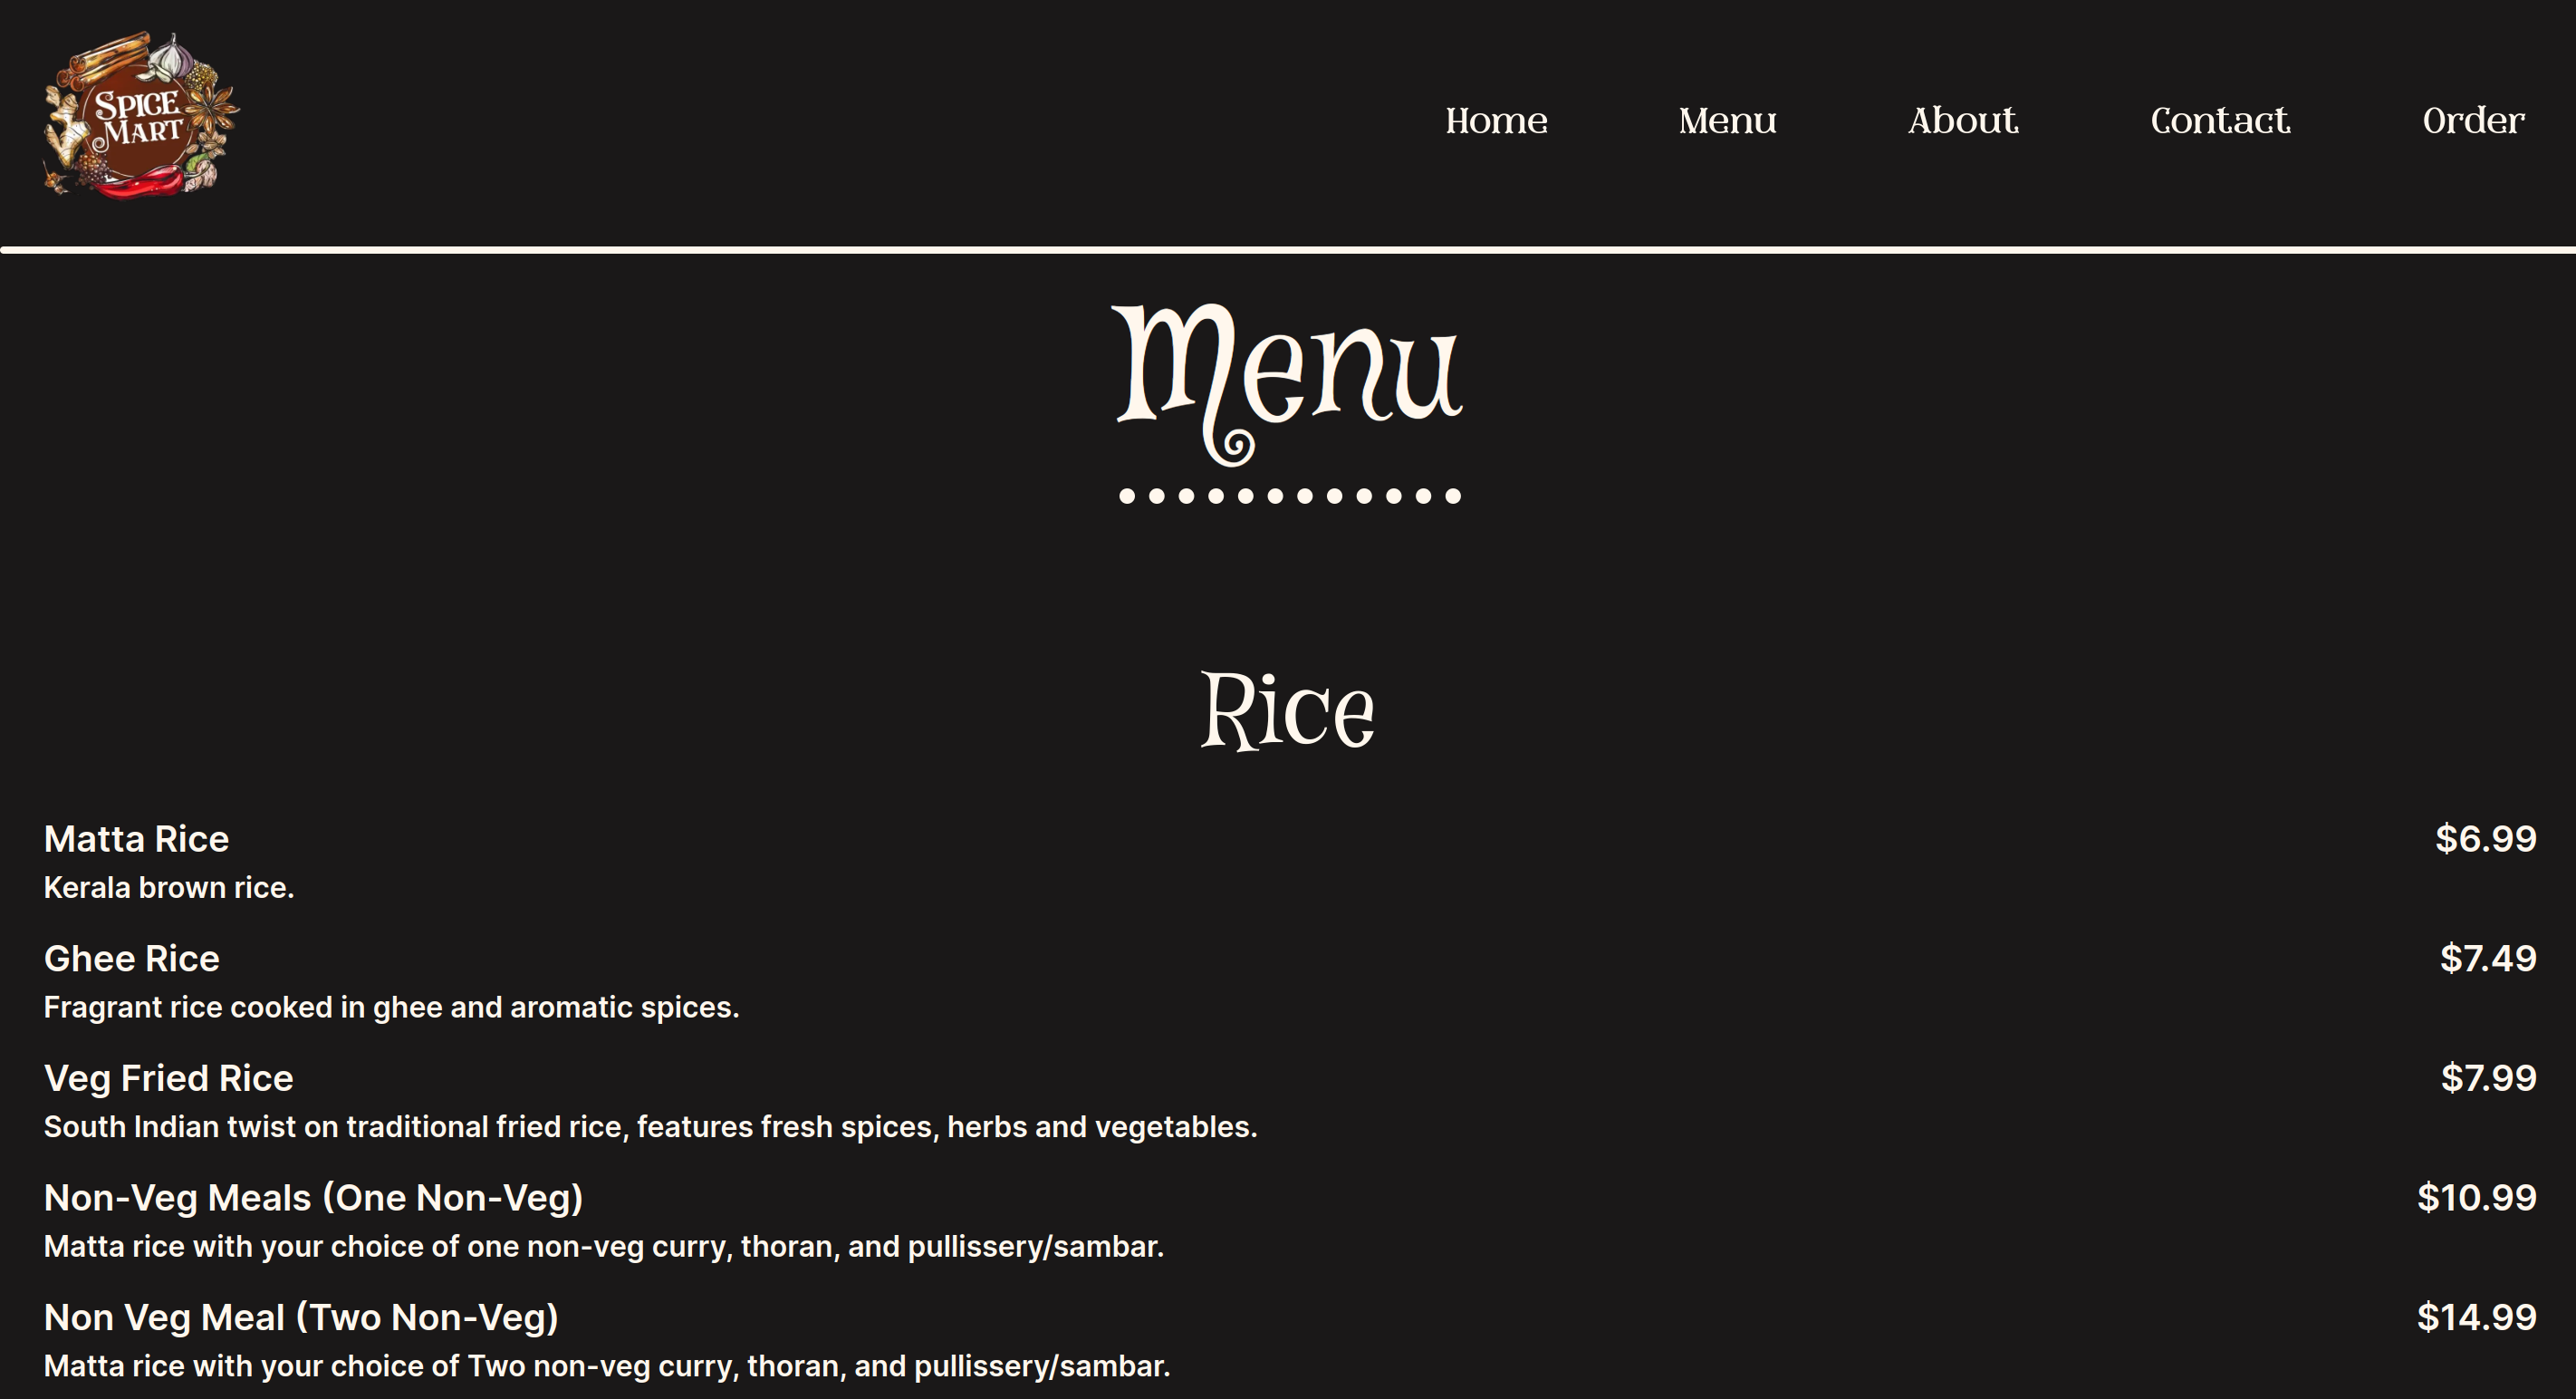 SPICE
MART
Home Menu About Contact Order
Menu
Rice
Matta Rice $6.99
Kerala brown rice.
Ghee Rice $7.49
Fragrant rice cooked in ghee and aromatic spices.
Veg Fried Rice $7.99
South Indian twist on traditional fried rice, features fresh spices, herbs and vegetables.
Non-Veg Meals (One Non-Veg) $10.99
Matta rice with your choice of one non-veg curry, thoran, and pullissery/sambar.
Non Veg Meal (Two Non-Veg) $14.99
Matta rice with your choice of Two non-veg curry, thoran, and pullissery/sambar.